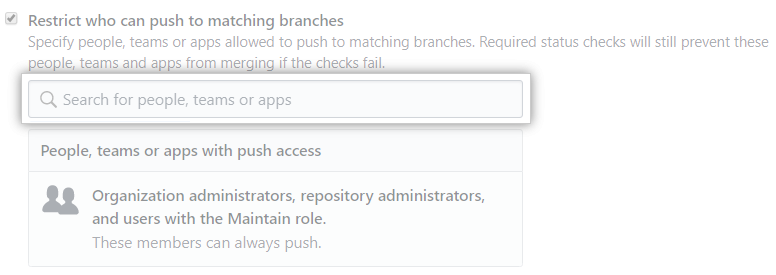 Restrict who can push to matching branches
Specify people, teams or apps allowed to push to matching branches. Required status checks will still prevent these
people, teams and apps from merging if the checks fail.
Search for people, teams or apps
People, teams or apps with push access
Organization administrators, repository administrators,
and users with the Maintain role.
These members can always push.